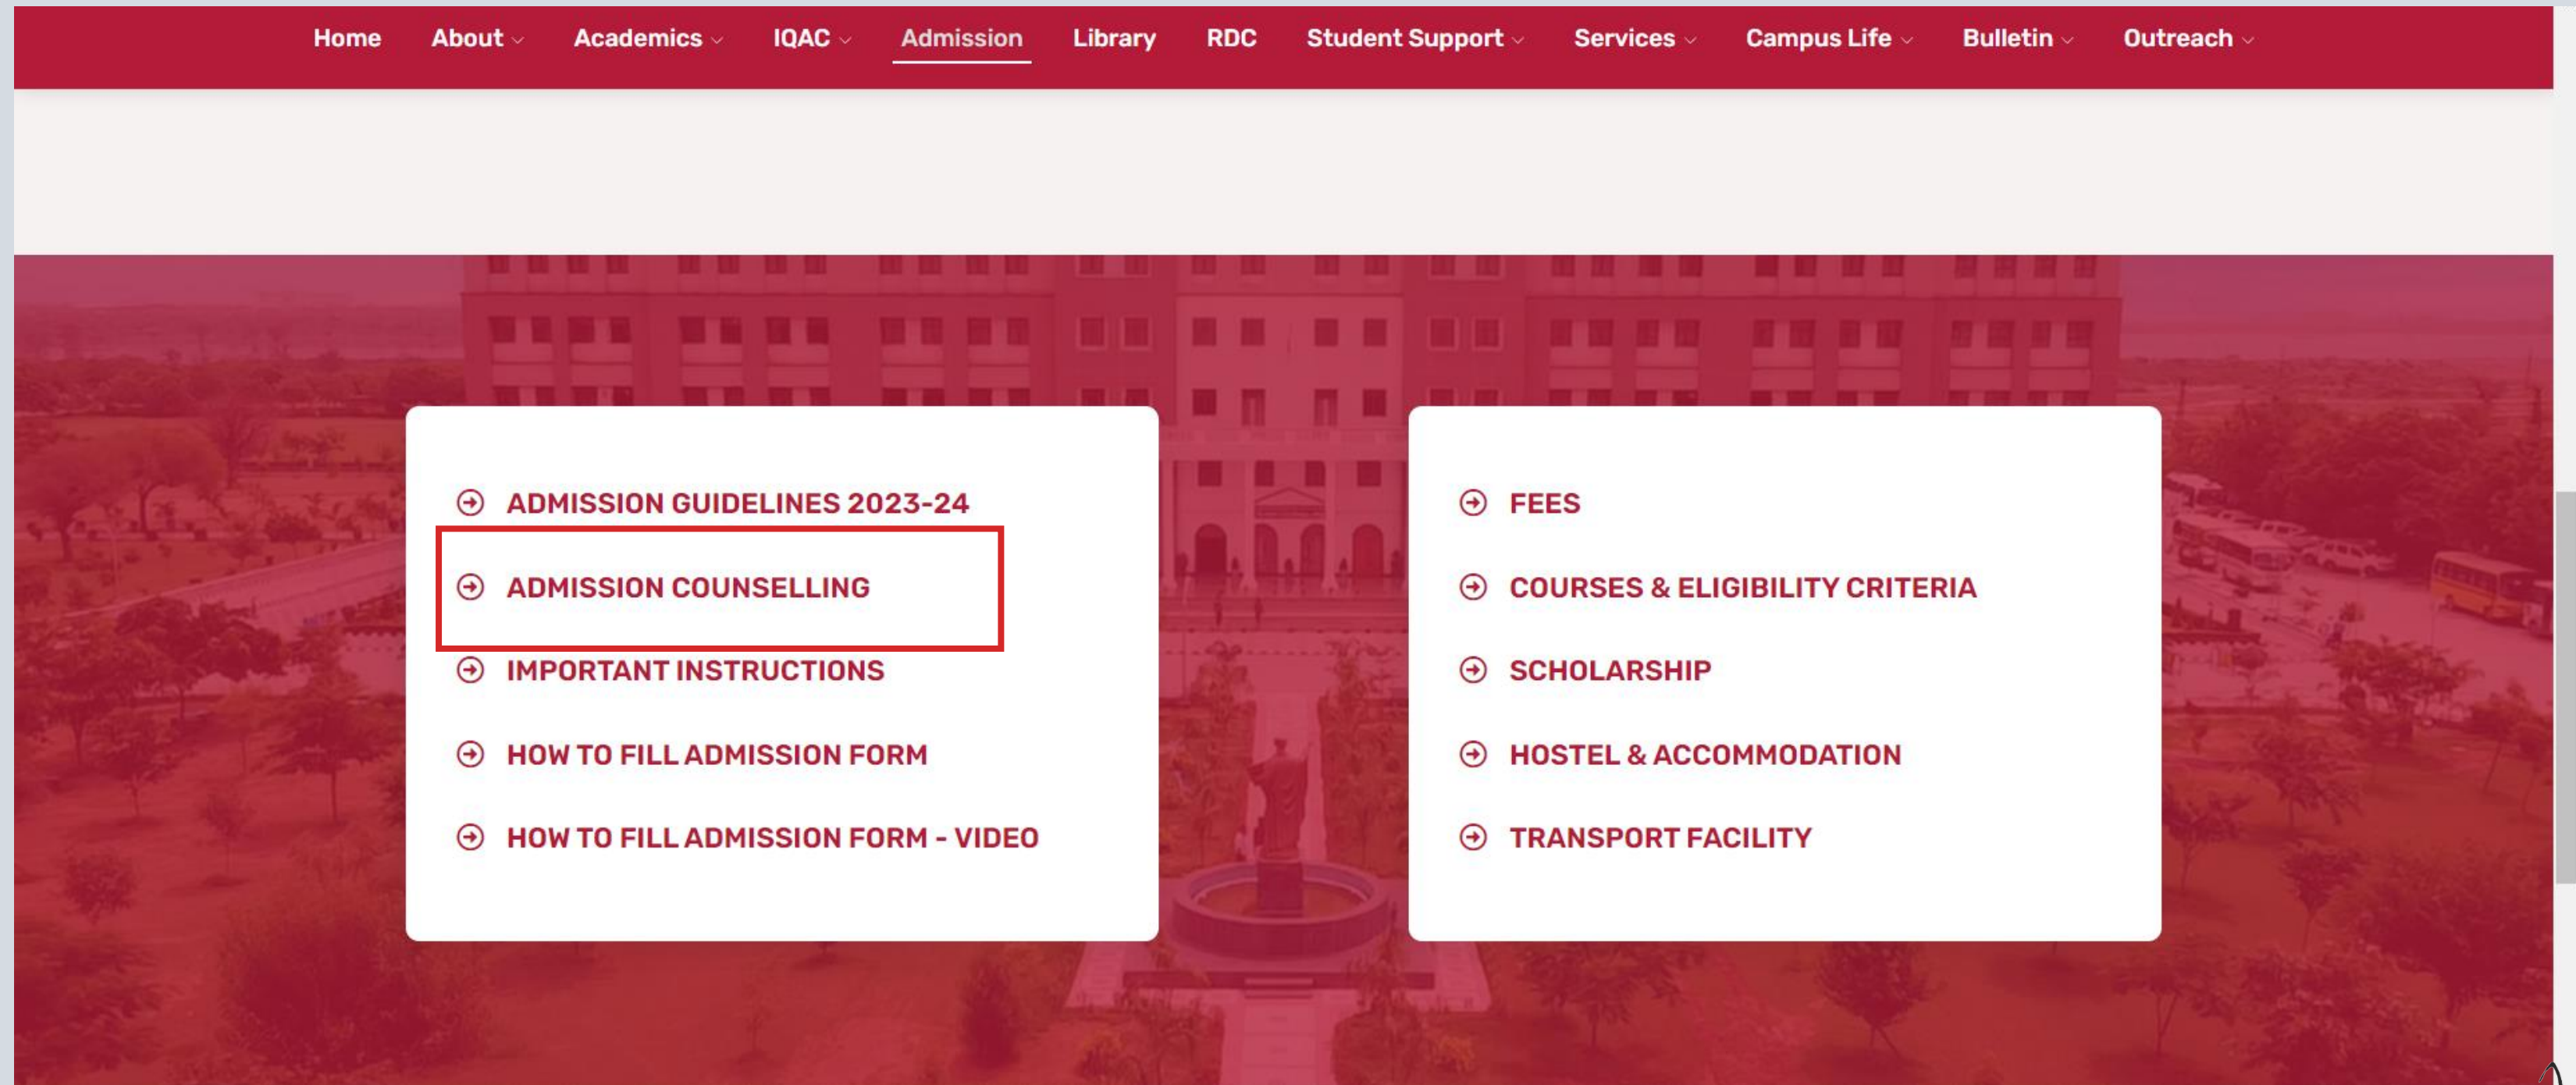 Home About Academics IQAC Admission Library RDC Student Support Services Campus Life Bulletin Outreach
ADMISSION GUIDELINES 2023-24
ADMISSION COUNSELLING
IMPORTANT INSTRUCTIONS
HOW TO FILL ADMISSION FORM
HOW TO FILL ADMISSION FORM - VIDEO
FEES
COURSES & ELIGIBILITY CRITERIA
SCHOLARSHIP
HOSTEL & ACCOMMODATION
TRANSPORT FACILITY